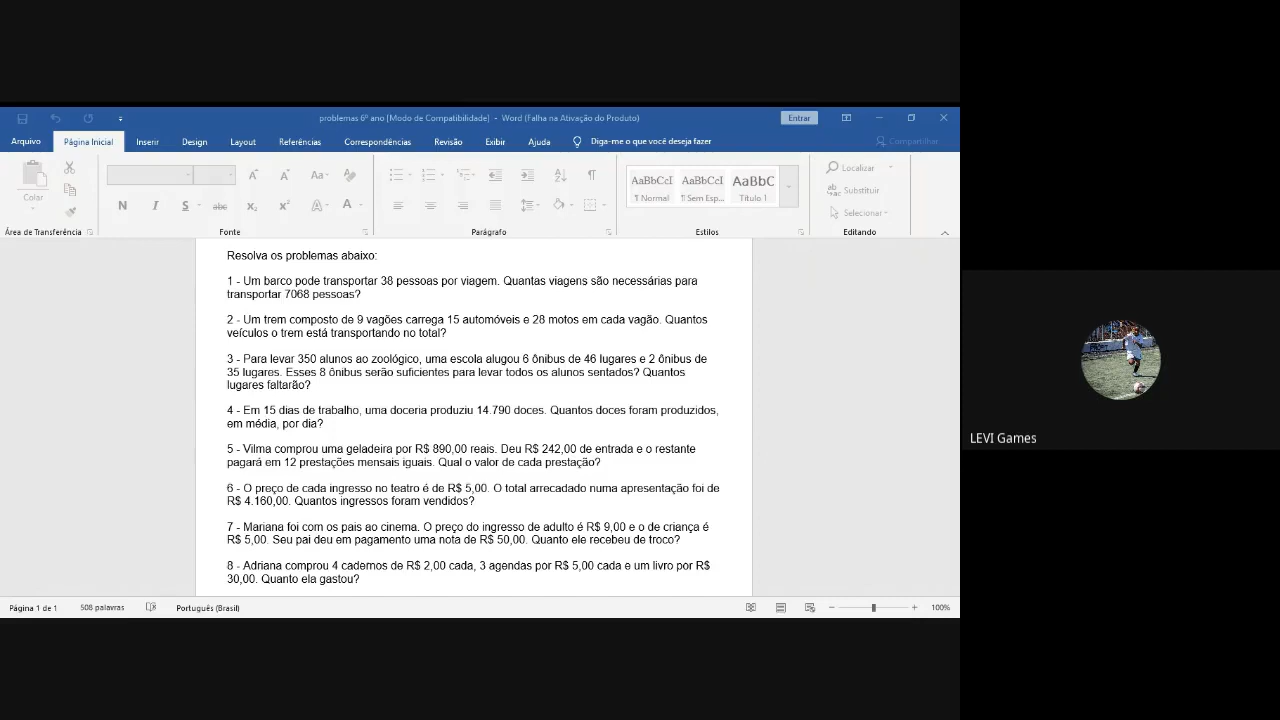 problemas 6º ano [Modo de Compatibilidade] - Word (Falha na Ativação do Produto)
Entrar
Arquivo Página Inicial Inserir Design Layout Referências Correspondências Revisão Exibir Ajuda Diga-me o que você deseja fazer Compartilhar
Colar
Área de Transferência
Aa
N I S abc x₂ x² A A
Fonte
Parágrafo
AaBbCcI AaBbCcI AaBbC
¶ Normal ¶ Sem Esp... Título 1
Estilos
Localizar
Substituir
Selecionar
Editando
Resolva os problemas abaixo:
1 - Um barco pode transportar 38 pessoas por viagem. Quantas viagens são necessárias para
transportar 7068 pessoas?
2 - Um trem composto de 9 vagões carrega 15 automóveis e 28 motos em cada vagão. Quantos
veículos o trem está transportando no total?
3 - Para levar 350 alunos ao zoológico, uma escola alugou 6 ônibus de 46 lugares e 2 ônibus de
35 lugares. Esses 8 ônibus serão suficientes para levar todos os alunos sentados? Quantos
lugares faltarão?
4 - Em 15 dias de trabalho, uma doceria produziu 14.790 doces. Quantos doces foram produzidos,
em média, por dia?
5 - Vilma comprou uma geladeira por R$ 890,00 reais. Deu R$ 242,00 de entrada e o restante
pagará em 12 prestações mensais iguais. Qual o valor de cada prestação?
6 - O preço de cada ingresso no teatro é de R$ 5,00. O total arrecadado numa apresentação foi de
R$ 4.160,00. Quantos ingressos foram vendidos?
7 - Mariana foi com os pais ao cinema. O preço do ingresso de adulto é R$ 9,00 e o de criança é
R$ 5,00. Seu pai deu em pagamento uma nota de R$ 50,00. Quanto ele recebeu de troco?
8 - Adriana comprou 4 cadernos de R$ 2,00 cada, 3 agendas por R$ 5,00 cada e um livro por R$
30,00. Quanto ela gastou?
Página 1 de 1 508 palavras Português (Brasil) 100%
LEVI Games